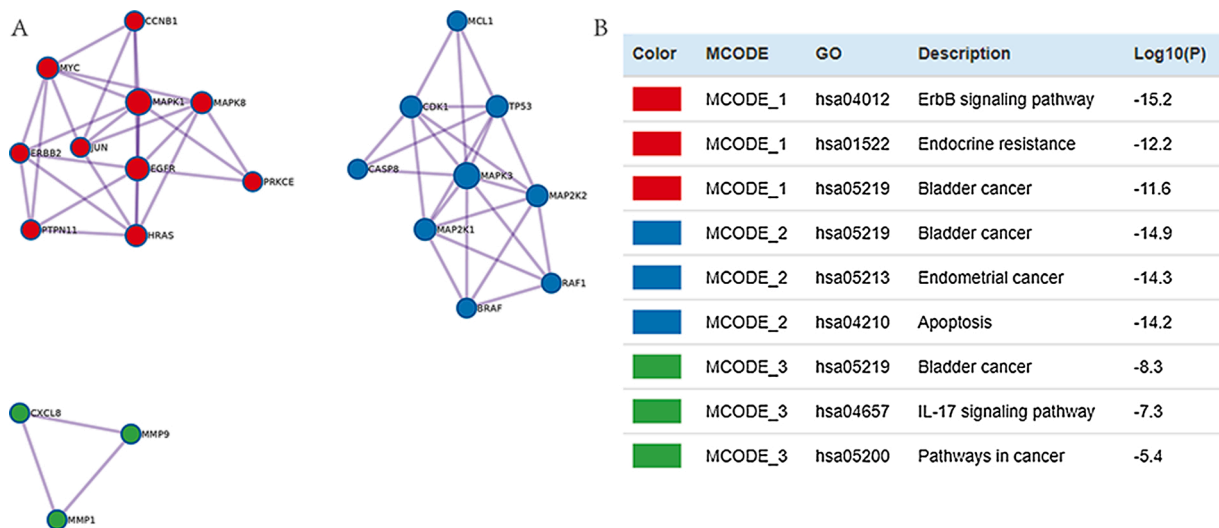 A
CCNB1
MYC
MAPK1
MAPK8
JUN
ERBB2
EGFR
PRKCE
PTPN11
HRAS
MCL1
CDK1
TP53
CASP8
MAPK3
MAP2K2
MAP2K1
RAF1
BRAF
CXCL8
MMP9
MMP1
B
Color MCODE GO Description Log10(P)
MCODE_1 hsa04012 ErbB signaling pathway -15.2
MCODE_1 hsa01522 Endocrine resistance -12.2
MCODE_1 hsa05219 Bladder cancer -11.6
MCODE_2 hsa05219 Bladder cancer -14.9
MCODE_2 hsa05213 Endometrial cancer -14.3
MCODE_2 hsa04210 Apoptosis -14.2
MCODE_3 hsa05219 Bladder cancer -8.3
MCODE_3 hsa04657 IL-17 signaling pathway -7.3
MCODE_3 hsa05200 Pathways in cancer -5.4